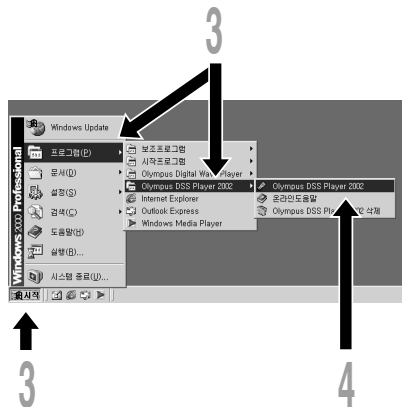 3
Windows Update
프로그램(P)
문서(D)
설정(S)
검색(C)
도움말(H)
실행(R)...
시스템 종료(U)...
Windows 2000 Professional
보조프로그램
시작프로그램
Olympus Digital Wave Player
Olympus DSS Player 2002
Internet Explorer
Outlook Express
Windows Media Player
Olympus DSS Player 2002
온라인도움말
Olympus DSS Player 2002 삭제
시작
3
4